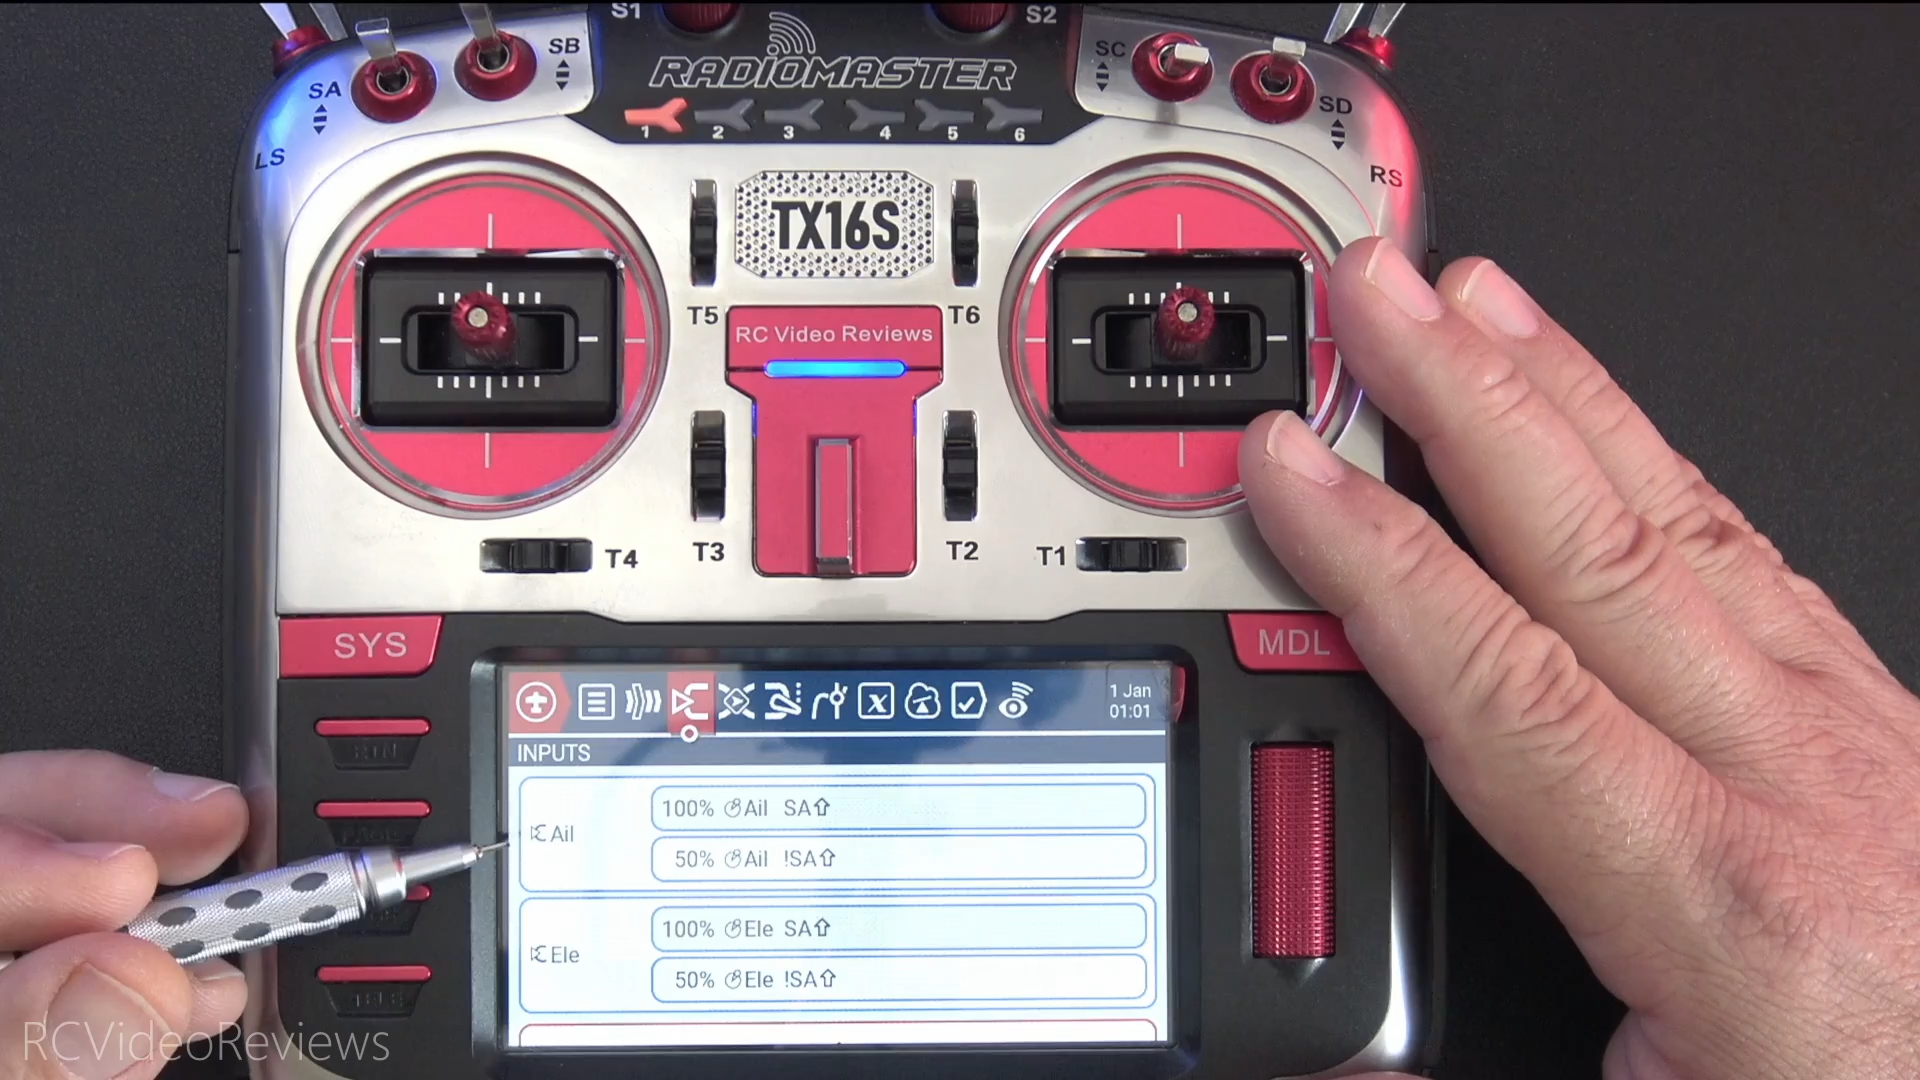 S1
S2
SA
SB
SC
SD
RADIOMASTER
1 2 3 4 5 6
LS
RS
TX16S
T5
T6
RC Video Reviews
T4
T3
T2
T1
SYS
MDL
1 Jan
01:01
INPUTS
Ail
100% Ail SA⇧
50% Ail !SA⇧
Ele
100% Ele SA⇧
50% Ele !SA⇧
RTN
RCVideoReviews